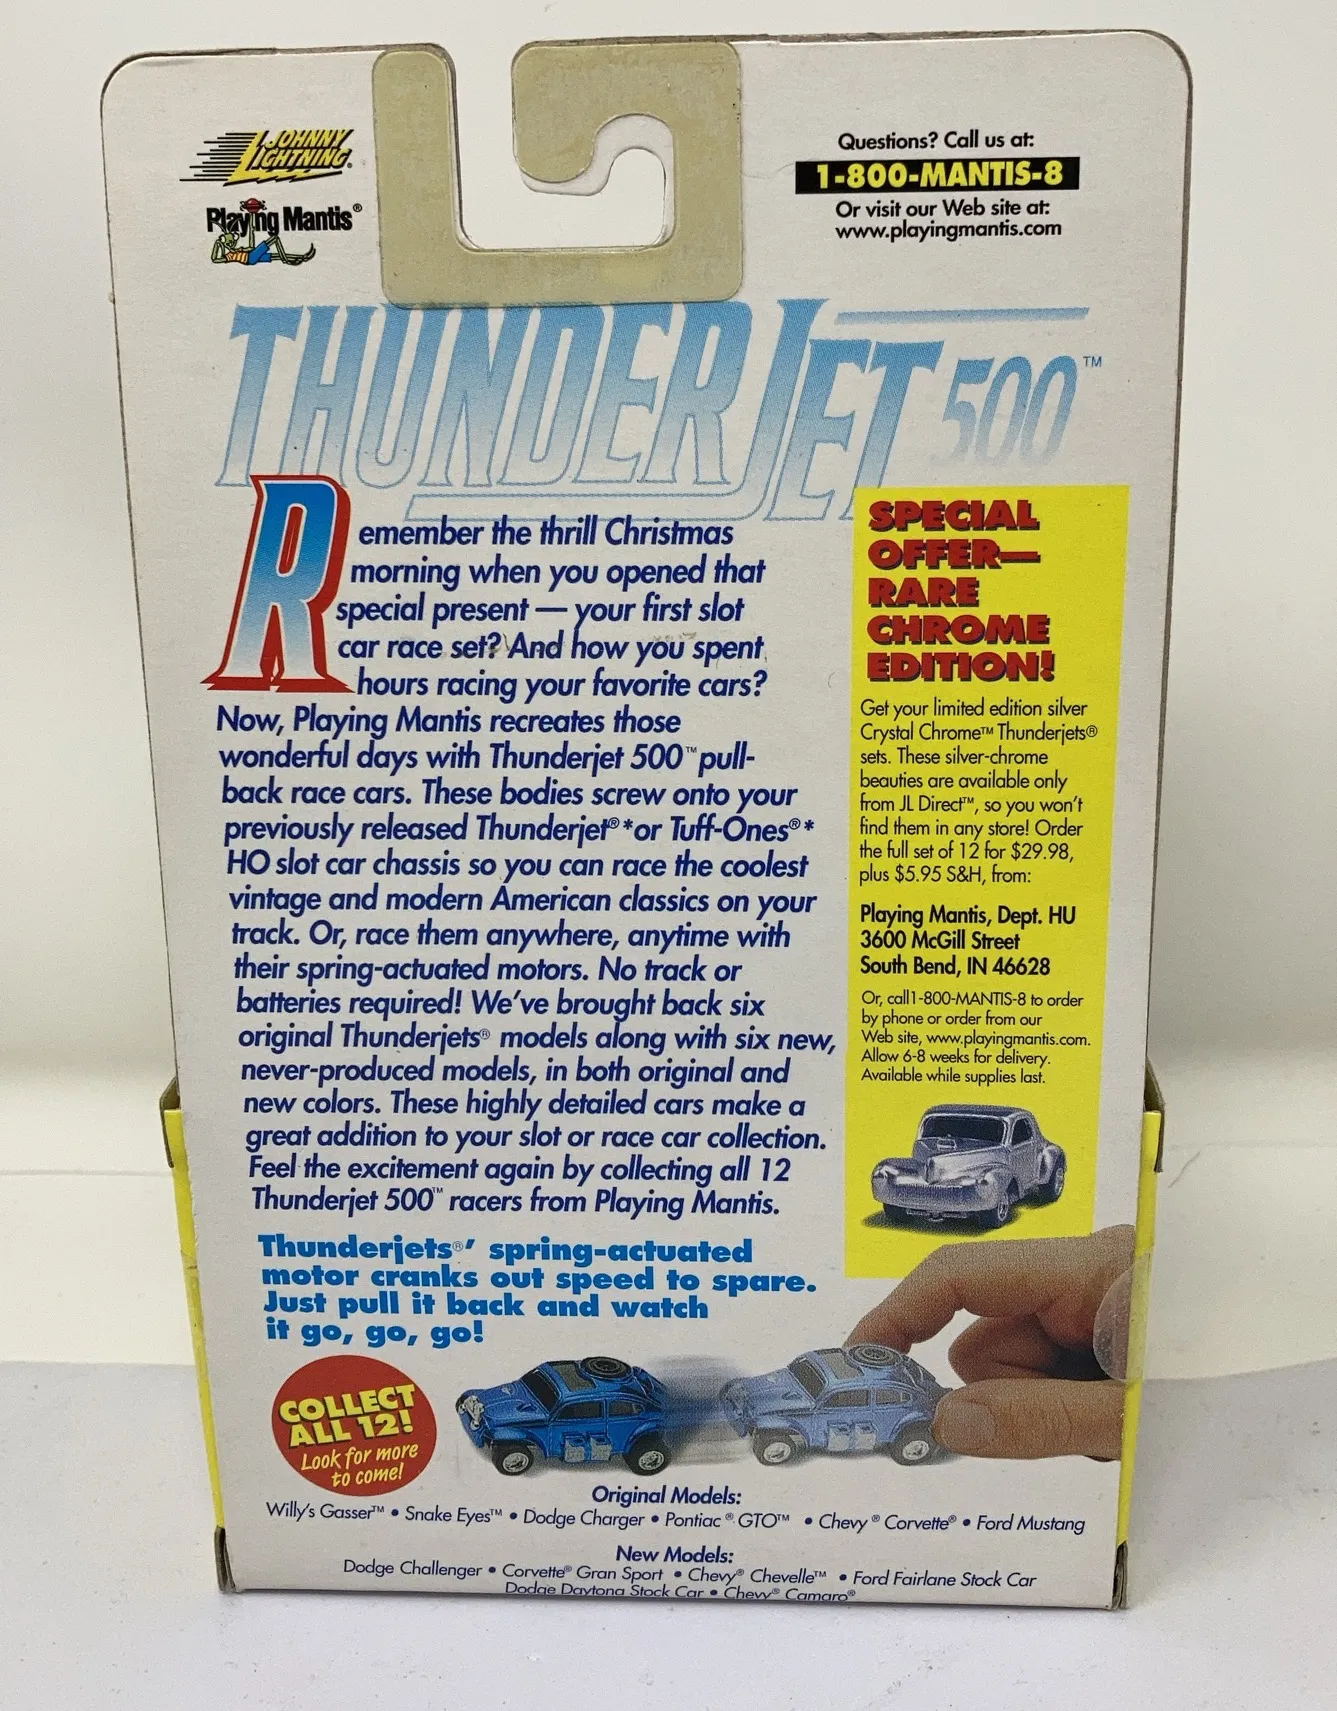 JOHNNY
LIGHTNING®
Playing Mantis®
Questions? Call us at:
1-800-MANTIS-8
Or visit our Web site at:
www.playingmantis.com
THUNDERJET 500™
Remember the thrill Christmas
morning when you opened that
special present — your first slot
car race set? And how you spent
hours racing your favorite cars?
Now, Playing Mantis recreates those
wonderful days with Thunderjet 500™ pull-
back race cars. These bodies screw onto your
previously released Thunderjet®* or Tuff-Ones®*
HO slot car chassis so you can race the coolest
vintage and modern American classics on your
track. Or, race them anywhere, anytime with
their spring-actuated motors. No track or
batteries required! We've brought back six
original Thunderjets® models along with six new,
never-produced models, in both original and
new colors. These highly detailed cars make a
great addition to your slot or race car collection.
Feel the excitement again by collecting all 12
Thunderjet 500™ racers from Playing Mantis.
Thunderjets®' spring-actuated
motor cranks out speed to spare.
Just pull it back and watch
it go, go, go!
SPECIAL
OFFER—
RARE
CHROME
EDITION!
Get your limited edition silver
Crystal Chrome™ Thunderjets®
sets. These silver-chrome
beauties are available only
from JL Direct™, so you won't
find them in any store! Order
the full set of 12 for $29.98,
plus $5.95 S&H, from:
Playing Mantis, Dept. HU
3600 McGill Street
South Bend, IN 46628
Or, call1-800-MANTIS-8 to order
by phone or order from our
Web site, www.playingmantis.com.
Allow 6-8 weeks for delivery.
Available while supplies last.
COLLECT
ALL 12!
Look for more
to come!
Original Models:
Willy's Gasser™ • Snake Eyes™ • Dodge Charger • Pontiac® GTO™ • Chevy® Corvette® • Ford Mustang
New Models:
Dodge Challenger • Corvette® Gran Sport • Chevy® Chevelle™ • Ford Fairlane Stock Car
Dodge Daytona Stock Car • Chevy® Camaro®